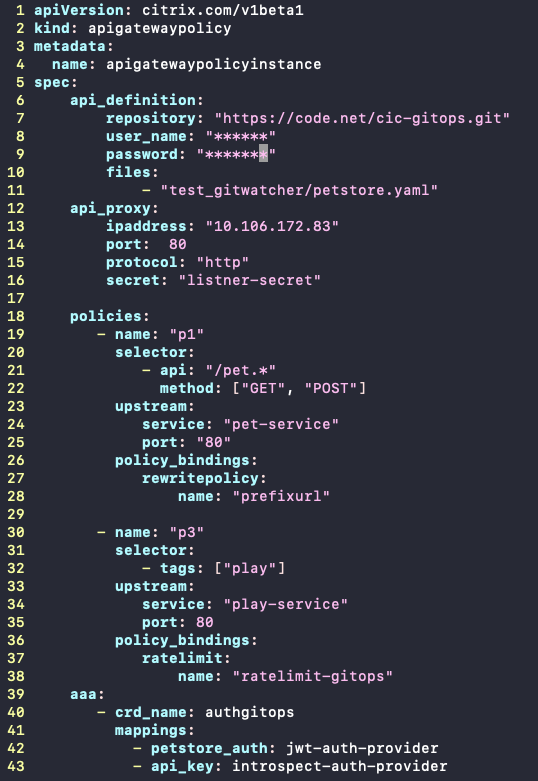 1 apiVersion: citrix.com/v1beta1
2 kind: apigatewaypolicy
3 metadata:
4   name: apigatewaypolicyinstance
5 spec:
6     api_definition:
7         repository: "https://code.net/cic-gitops.git"
8         user_name: "******"
9         password: "*******"
10         files:
11             - "test_gitwatcher/petstore.yaml"
12     api_proxy:
13         ipaddress: "10.106.172.83"
14         port:  80
15         protocol: "http"
16         secret: "listner-secret"
17
18     policies:
19        - name: "p1"
20          selector:
21             - api: "/pet.*"
22               method: ["GET", "POST"]
23          upstream:
24             service: "pet-service"
25             port: "80"
26          policy_bindings:
27             rewritepolicy:
28                 name: "prefixurl"
29
30        - name: "p3"
31          selector:
32             - tags: ["play"]
33          upstream:
34             service: "play-service"
35             port: 80
36          policy_bindings:
37             ratelimit:
38                 name: "ratelimit-gitops"
39     aaa:
40        - crd_name: authgitops
41          mappings:
42            - petstore_auth: jwt-auth-provider
43            - api_key: introspect-auth-provider